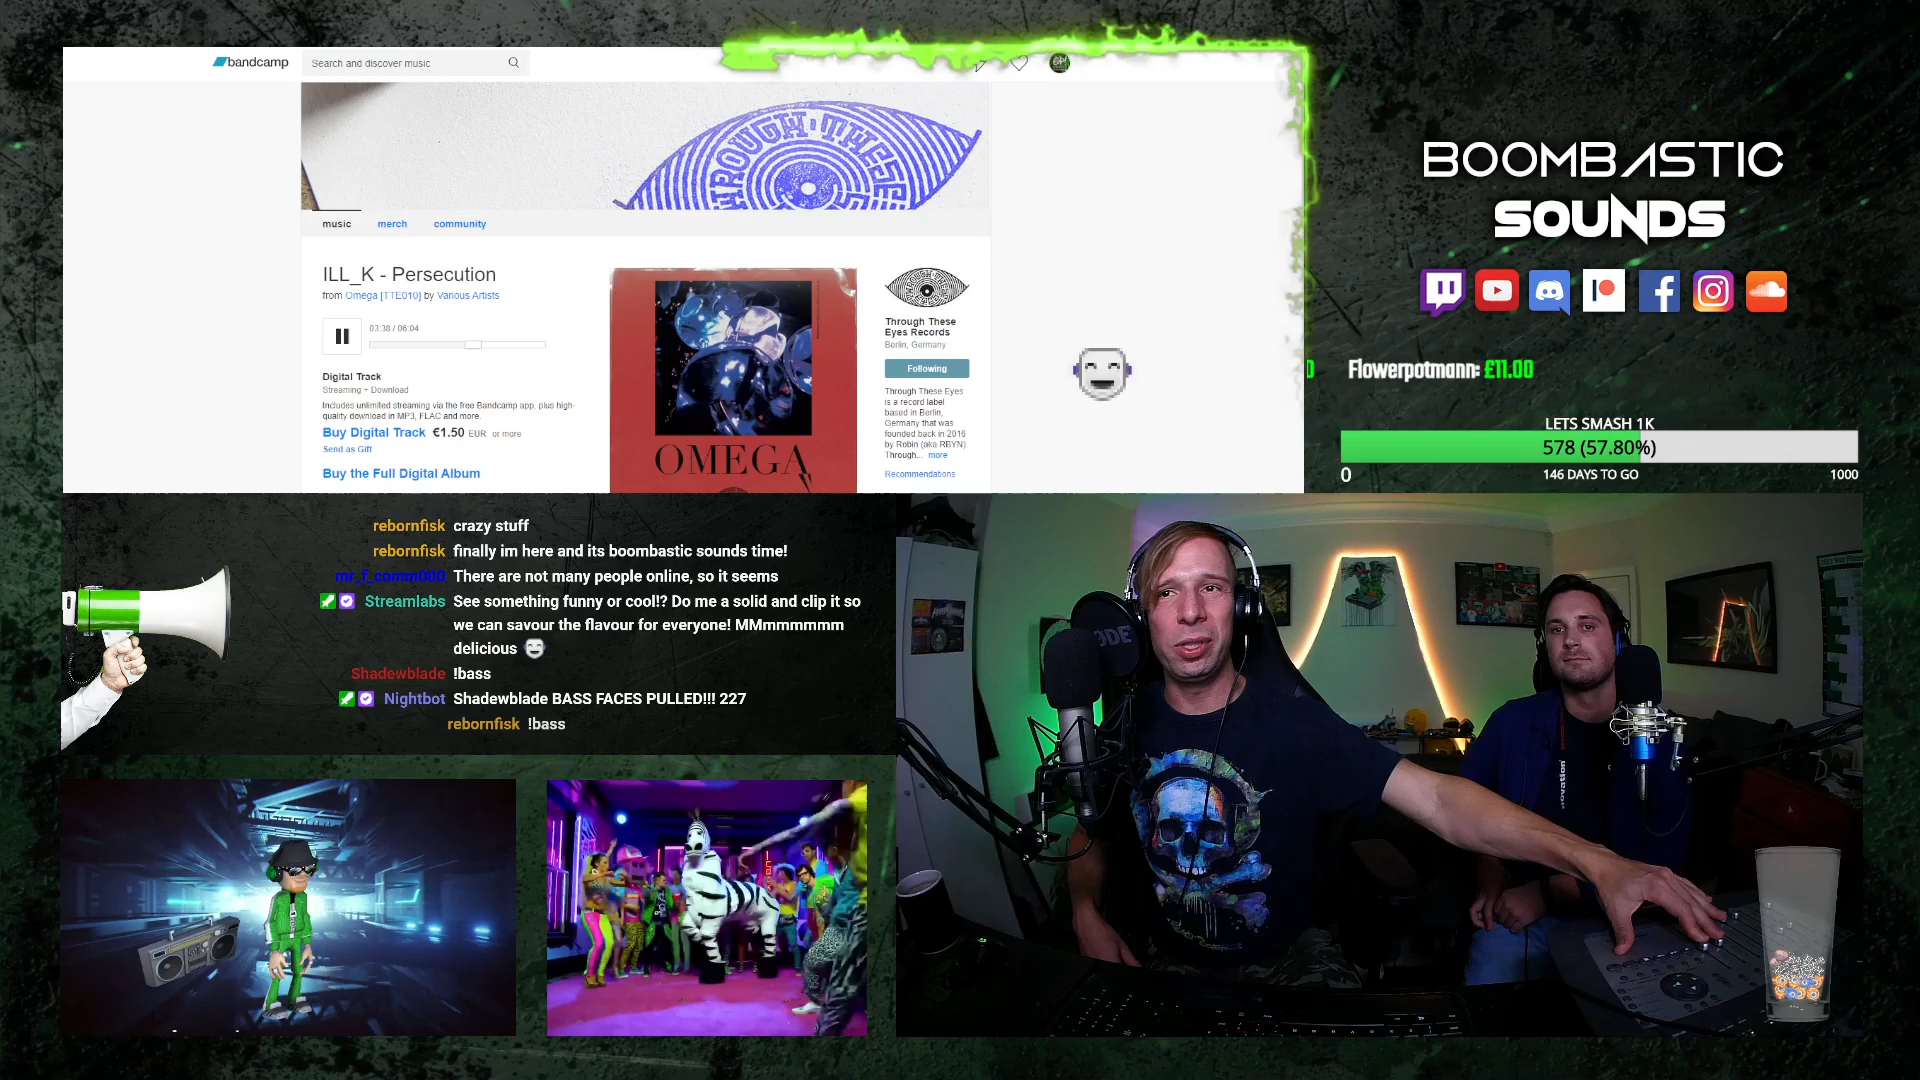 bandcamp
Search and discover music
THROUGH·THESE
music
merch
community
ILL_K - Persecution
from Omega [TTE010] by Various Artists
03:38 / 06:04
Digital Track
Streaming + Download
Includes unlimited streaming via the free Bandcamp app, plus high-
quality download in MP3, FLAC and more.
Buy Digital Track €1.50 EUR or more
Send as Gift
Buy the Full Digital Album
OMEGA
Through These
Eyes Records
Berlin, Germany
Following
Through These Eyes
is a record label
based in Berlin,
Germany that was
founded back in 2016
by Robin (aka RBYN).
Through... more
Recommendations
BOOMBASTIC
SOUNDS
Flowerpotmann: £11.00
LETS SMASH 1K
578 (57.80%)
0
146 DAYS TO GO
1000
rebornfisk crazy stuff
rebornfisk finally im here and its boombastic sounds time!
mr_f_comm000 There are not many people online, so it seems
Streamlabs See something funny or cool!? Do me a solid and clip it so
we can savour the flavour for everyone! MMmmmmmm
delicious
Shadewblade !bass
Nightbot Shadewblade BASS FACES PULLED!!! 227
rebornfisk !bass
RØDE
novation